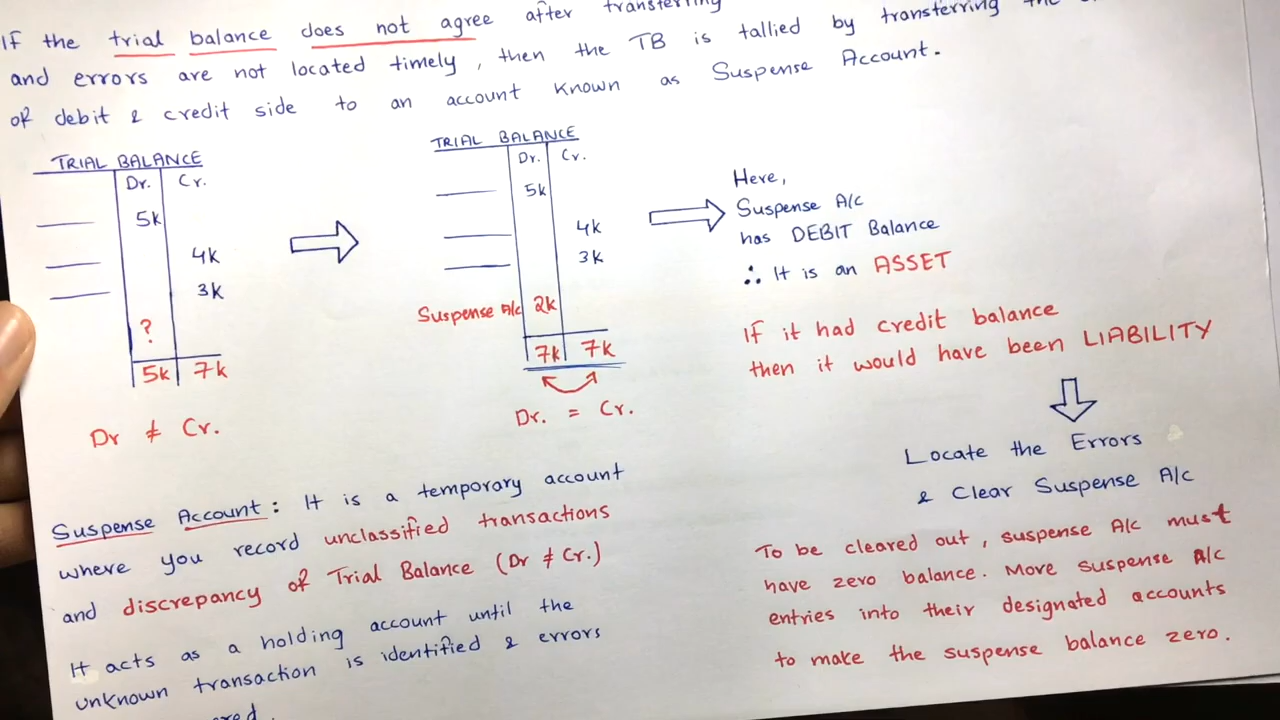 If the trial balance does not agree after transferring
and errors are not located timely, then the TB is tallied by transferring the
of debit & credit side to an account known as Suspense Account.
TRIAL BALANCE
Dr. Cr.
5k
4k
3k
?
5k 7k
Dr ≠ Cr.
TRIAL BALANCE
Dr. Cr.
5k
4k
3k
Suspense A/c 2k
7k 7k
Dr. = Cr.
Here,
Suspense A/c
has DEBIT Balance
∴ It is an ASSET
If it had credit balance
then it would have been LIABILITY
Locate the Errors
& Clear Suspense A/c
To be cleared out, suspense A/c must
have zero balance. Move suspense A/c
entries into their designated accounts
to make the suspense balance zero.
Suspense Account: It is a temporary account
where you record unclassified transactions
and discrepancy of Trial Balance (Dr ≠ Cr.)
It acts as a holding account until the
unknown transaction is identified & errors